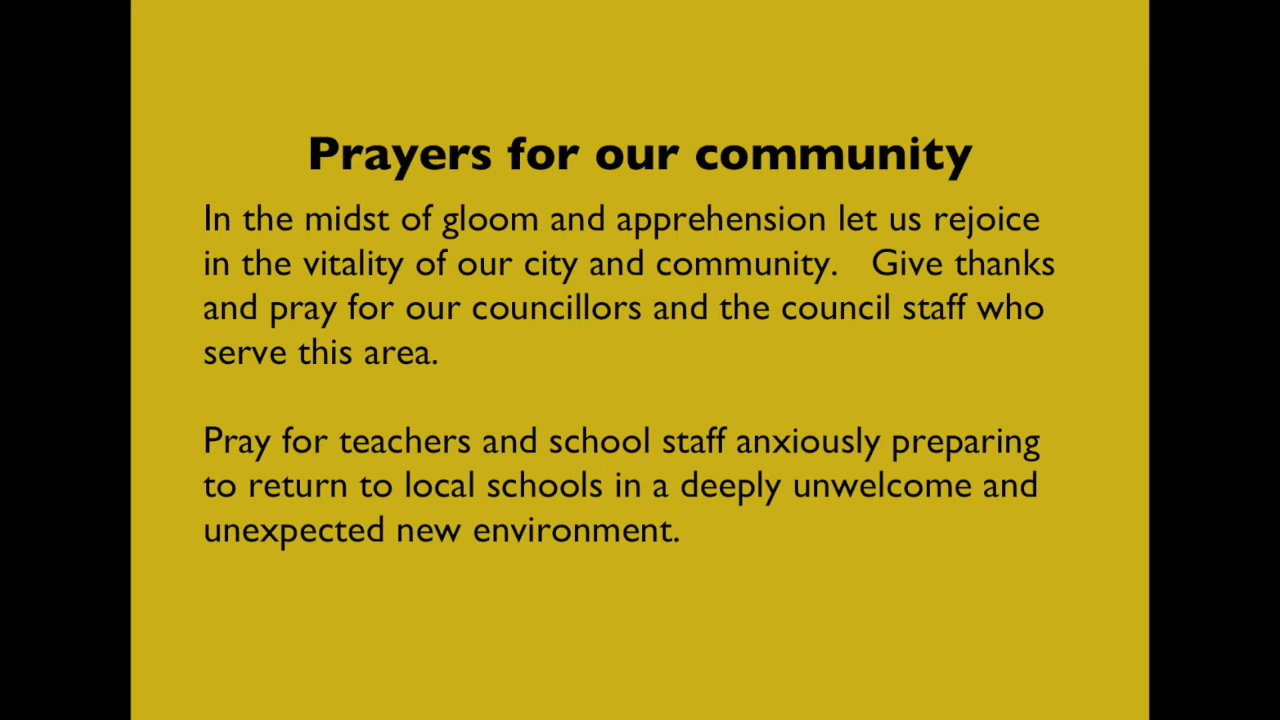 Prayers for our community
In the midst of gloom and apprehension let us rejoice
in the vitality of our city and community.   Give thanks
and pray for our councillors and the council staff who
serve this area.
Pray for teachers and school staff anxiously preparing
to return to local schools in a deeply unwelcome and
unexpected new environment.